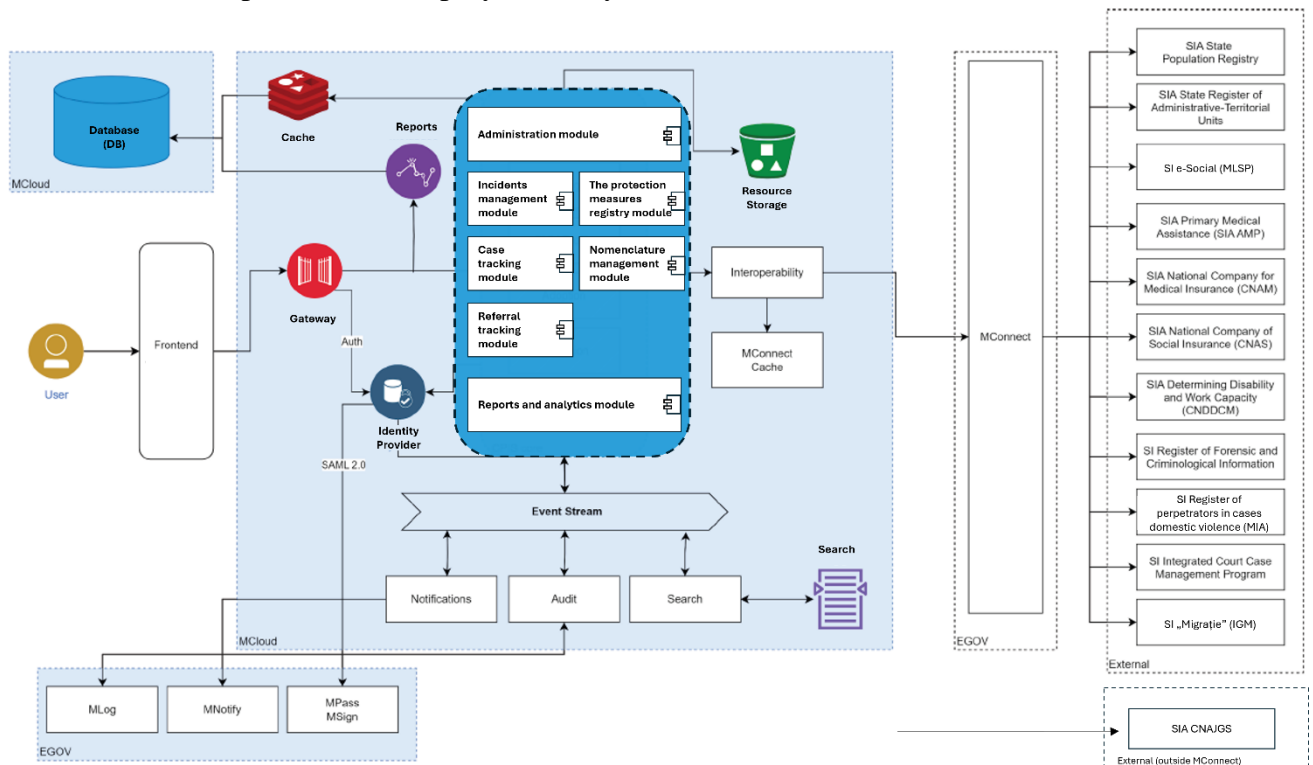 Database
(DB)
MCloud
Cache
Reports
Administration module
Incidents
management
module
The protection
measures
registry module
Case
tracking
module
Nomenclature
management
module
Referral
tracking
module
Reports and analytics module
Resource
Storage
Interoperability
MConnect
Cache
User
Frontend
Gateway
Auth
Identity
Provider
SAML 2.0
Event Stream
Notifications
Audit
Search
Search
MCloud
MLog
MNotify
MPass
MSign
EGOV
MConnect
EGOV
SIA State
Population Registry
SIA State Register of
Administrative-Territorial
Units
SI e-Social (MLSP)
SIA Primary Medical
Assistance (SIA AMP)
SIA National Company for
Medical Insurance (CNAM)
SIA National Company of
Social Insurance (CNAS)
SIA Determining Disability
and Work Capacity
(CNDDCM)
SI Register of Forensic and
Criminological Information
SI Register of
perpetrators in cases
domestic violence (MIA)
SI Integrated Court Case
Management Program
SI „Migrație” (IGM)
External
SIA CNAJGS
External (outside MConnect)